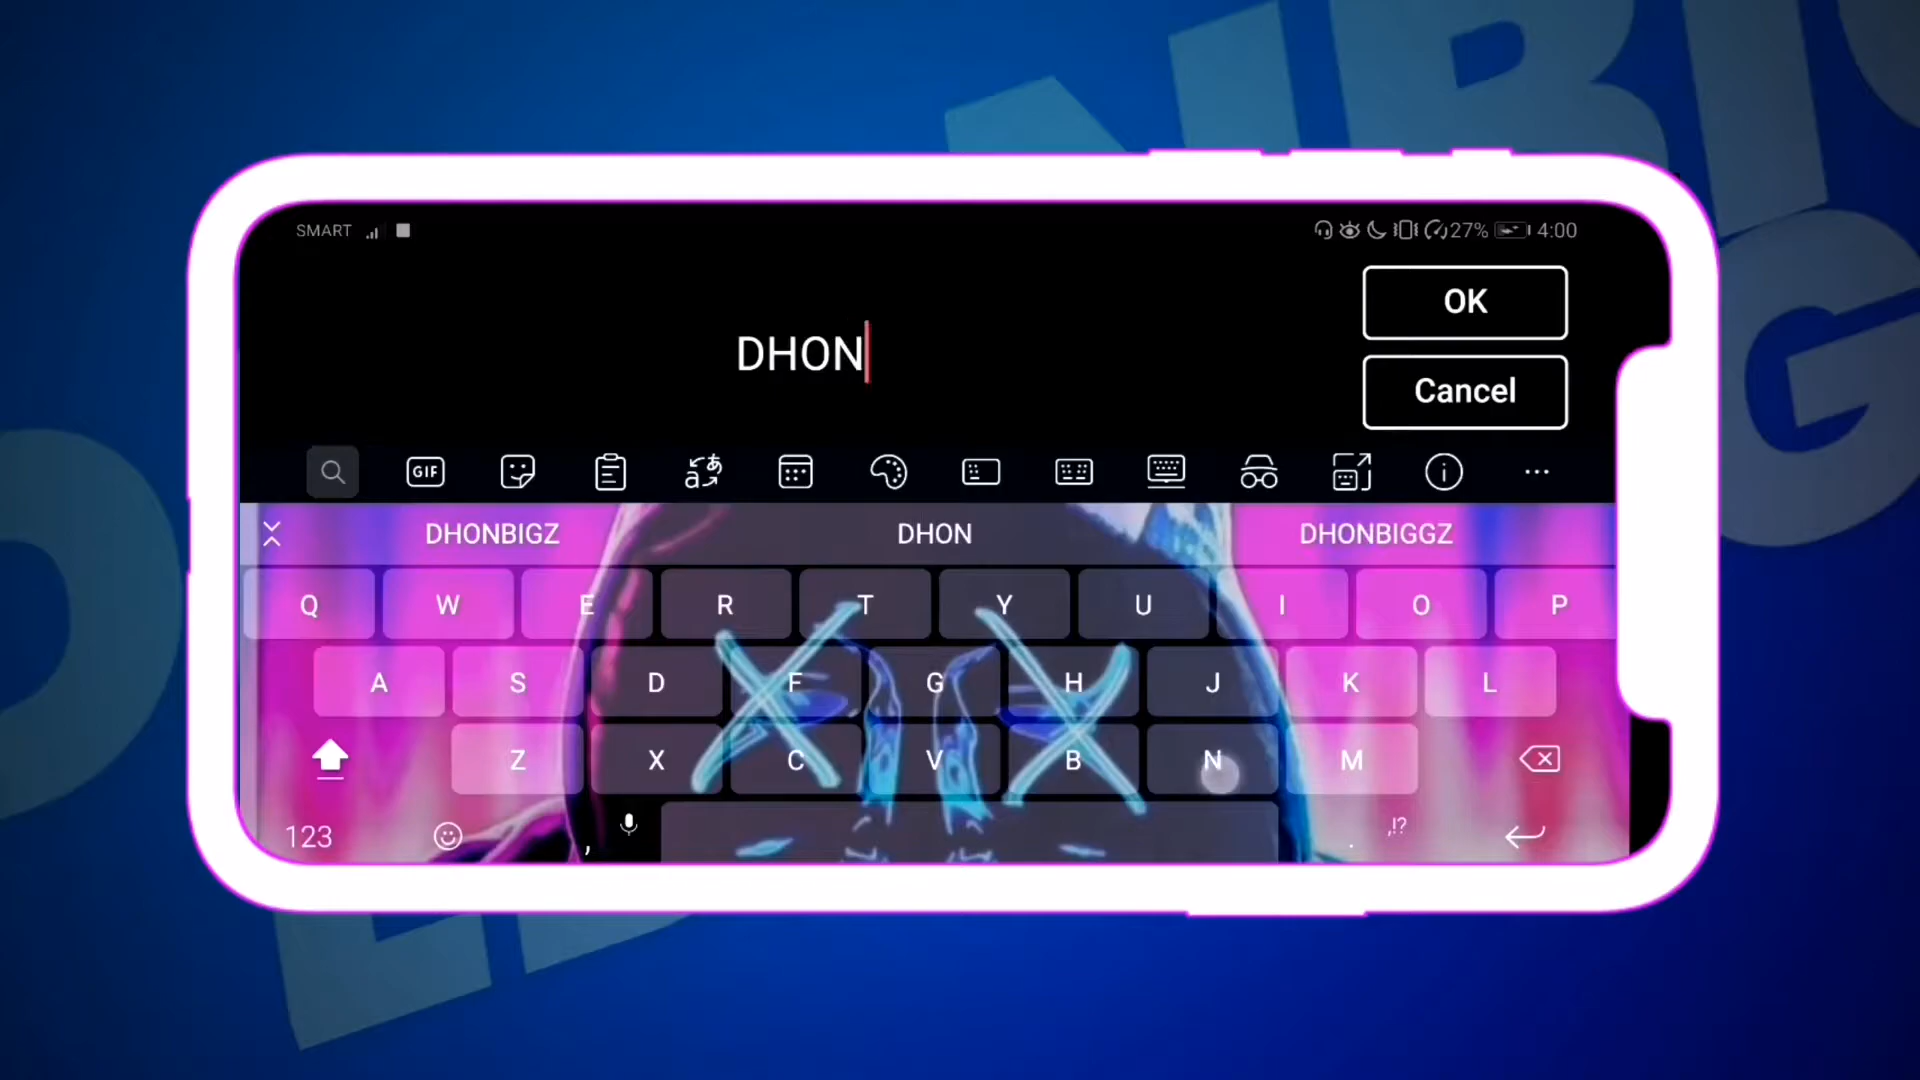 SMART 27% 4:00
OK
DHON
Cancel
GIF
DHONBIGZ DHON DHONBIGGZ
Q W E R T Y U I O P
A S D F G H J K L
Z X C V B N M
123 , . ,!?